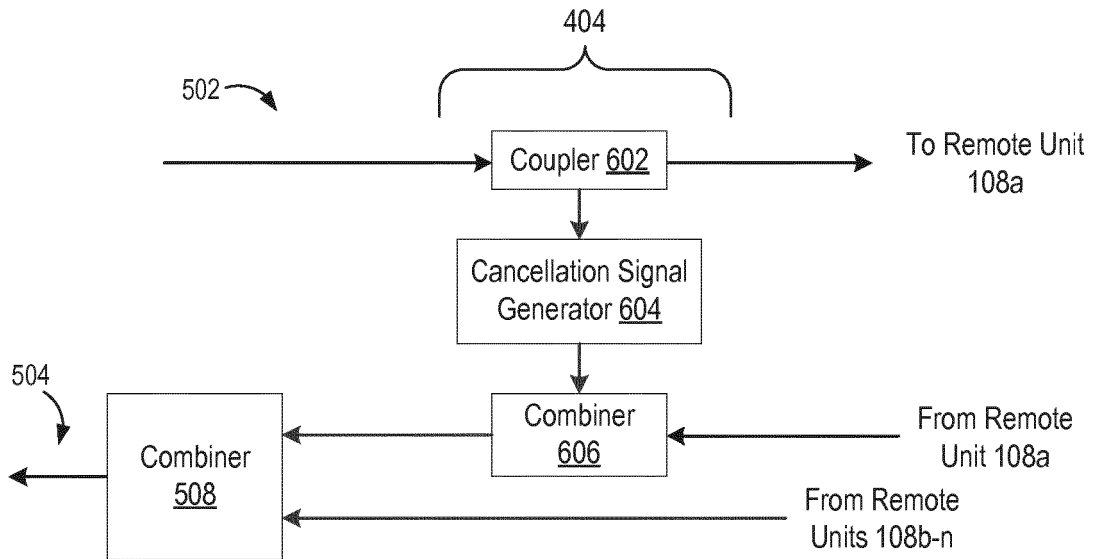 404
502
Coupler 602
To Remote Unit
108a
Cancellation Signal
Generator 604
504
Combiner
606
From Remote
Unit 108a
Combiner
508
From Remote
Units 108b-n